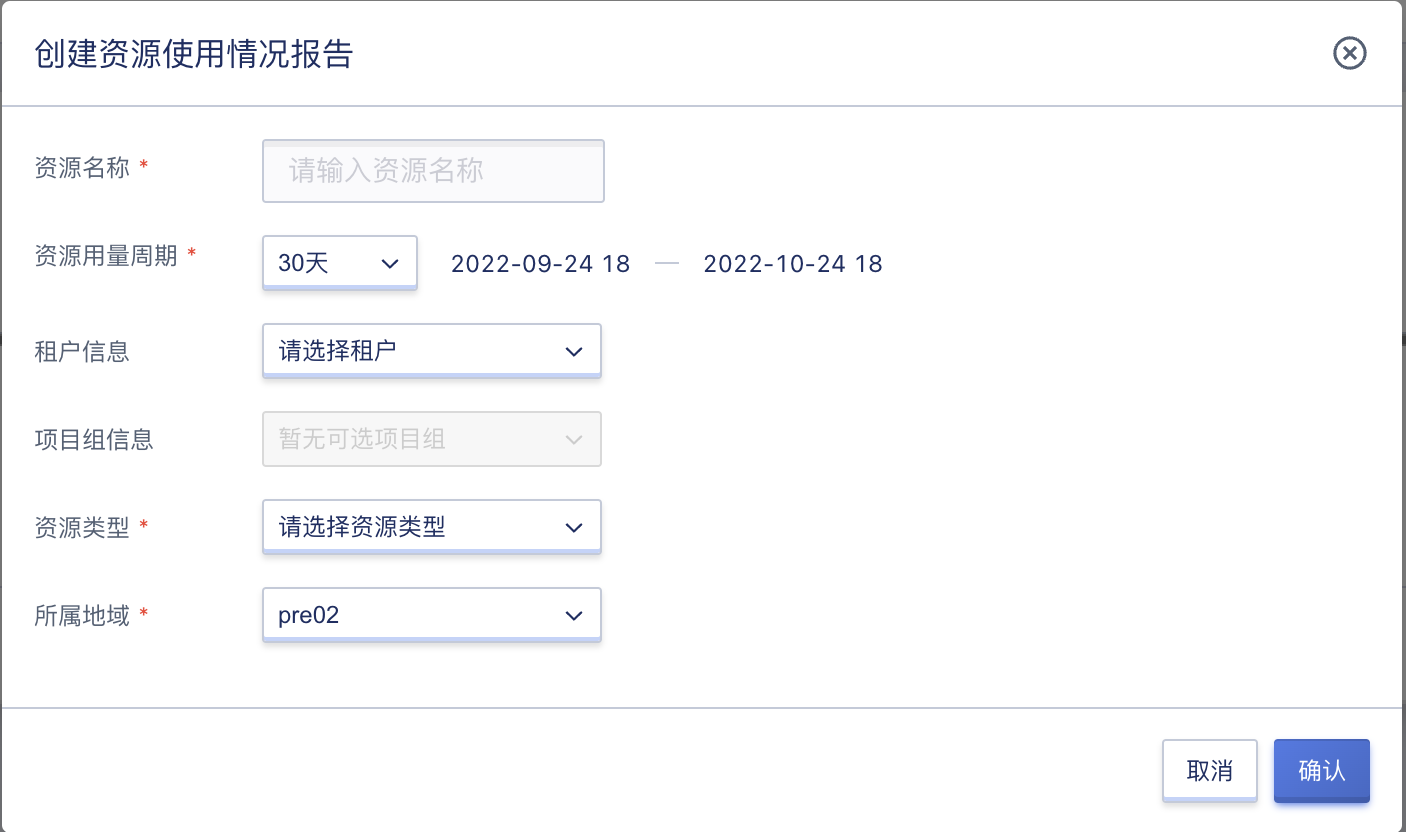 创建资源使用情况报告
资源名称 * 请输入资源名称
资源用量周期 * 30天 2022-09-24 18 — 2022-10-24 18
租户信息 请选择租户
项目组信息 暂无可选项目组
资源类型 * 请选择资源类型
所属地域 * pre02
取消 确认